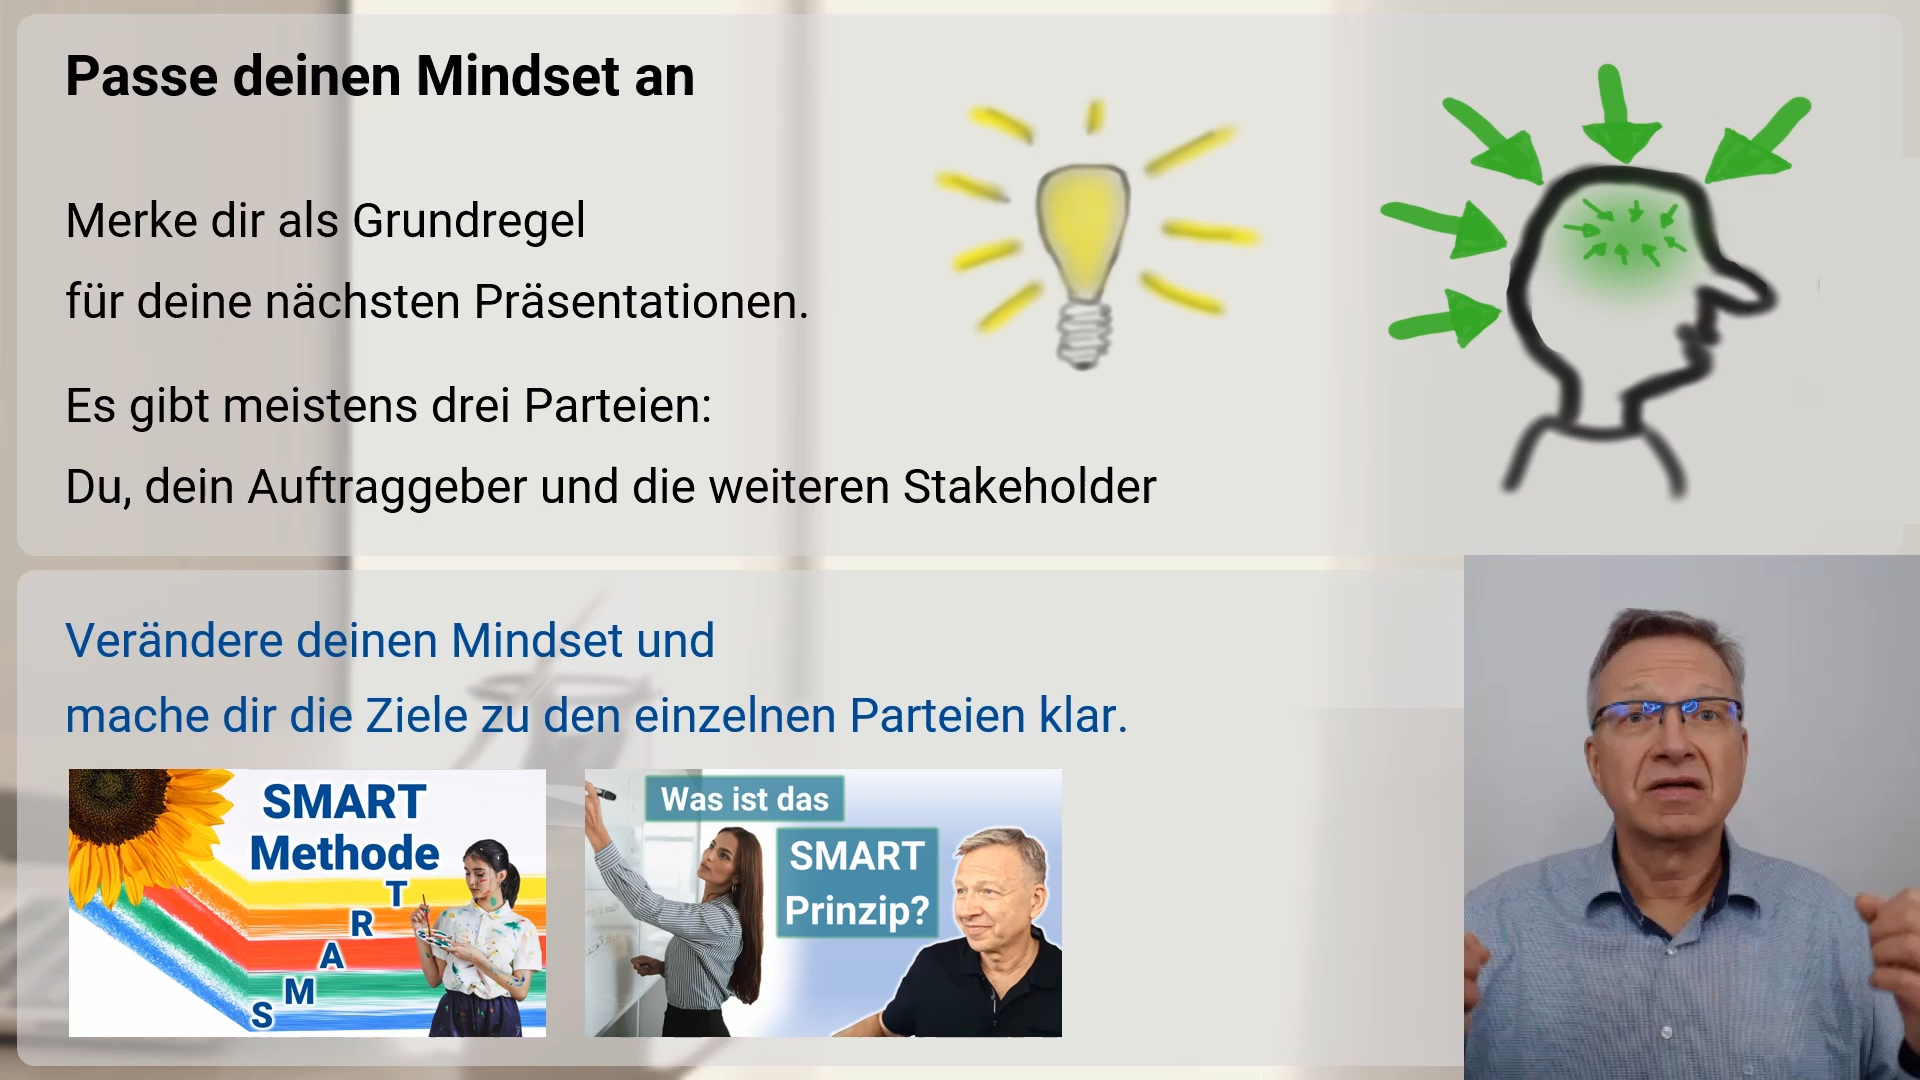 Passe deinen Mindset an
Merke dir als Grundregel
für deine nächsten Präsentationen.
Es gibt meistens drei Parteien:
Du, dein Auftraggeber und die weiteren Stakeholder
Verändere deinen Mindset und
mache dir die Ziele zu den einzelnen Parteien klar.
SMART
Methode
T
R
A
M
S
Was ist das
SMART
Prinzip?